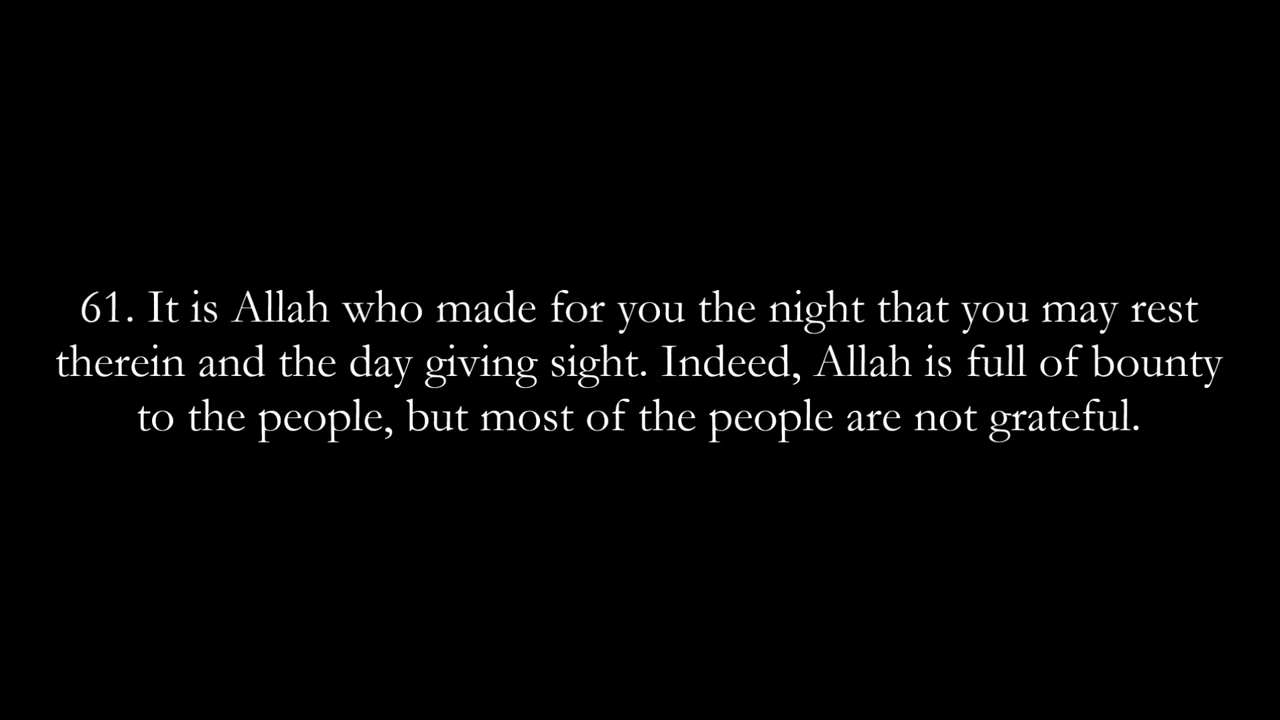 61. It is Allah who made for you the night that you may rest
therein and the day giving sight. Indeed, Allah is full of bounty
to the people, but most of the people are not grateful.